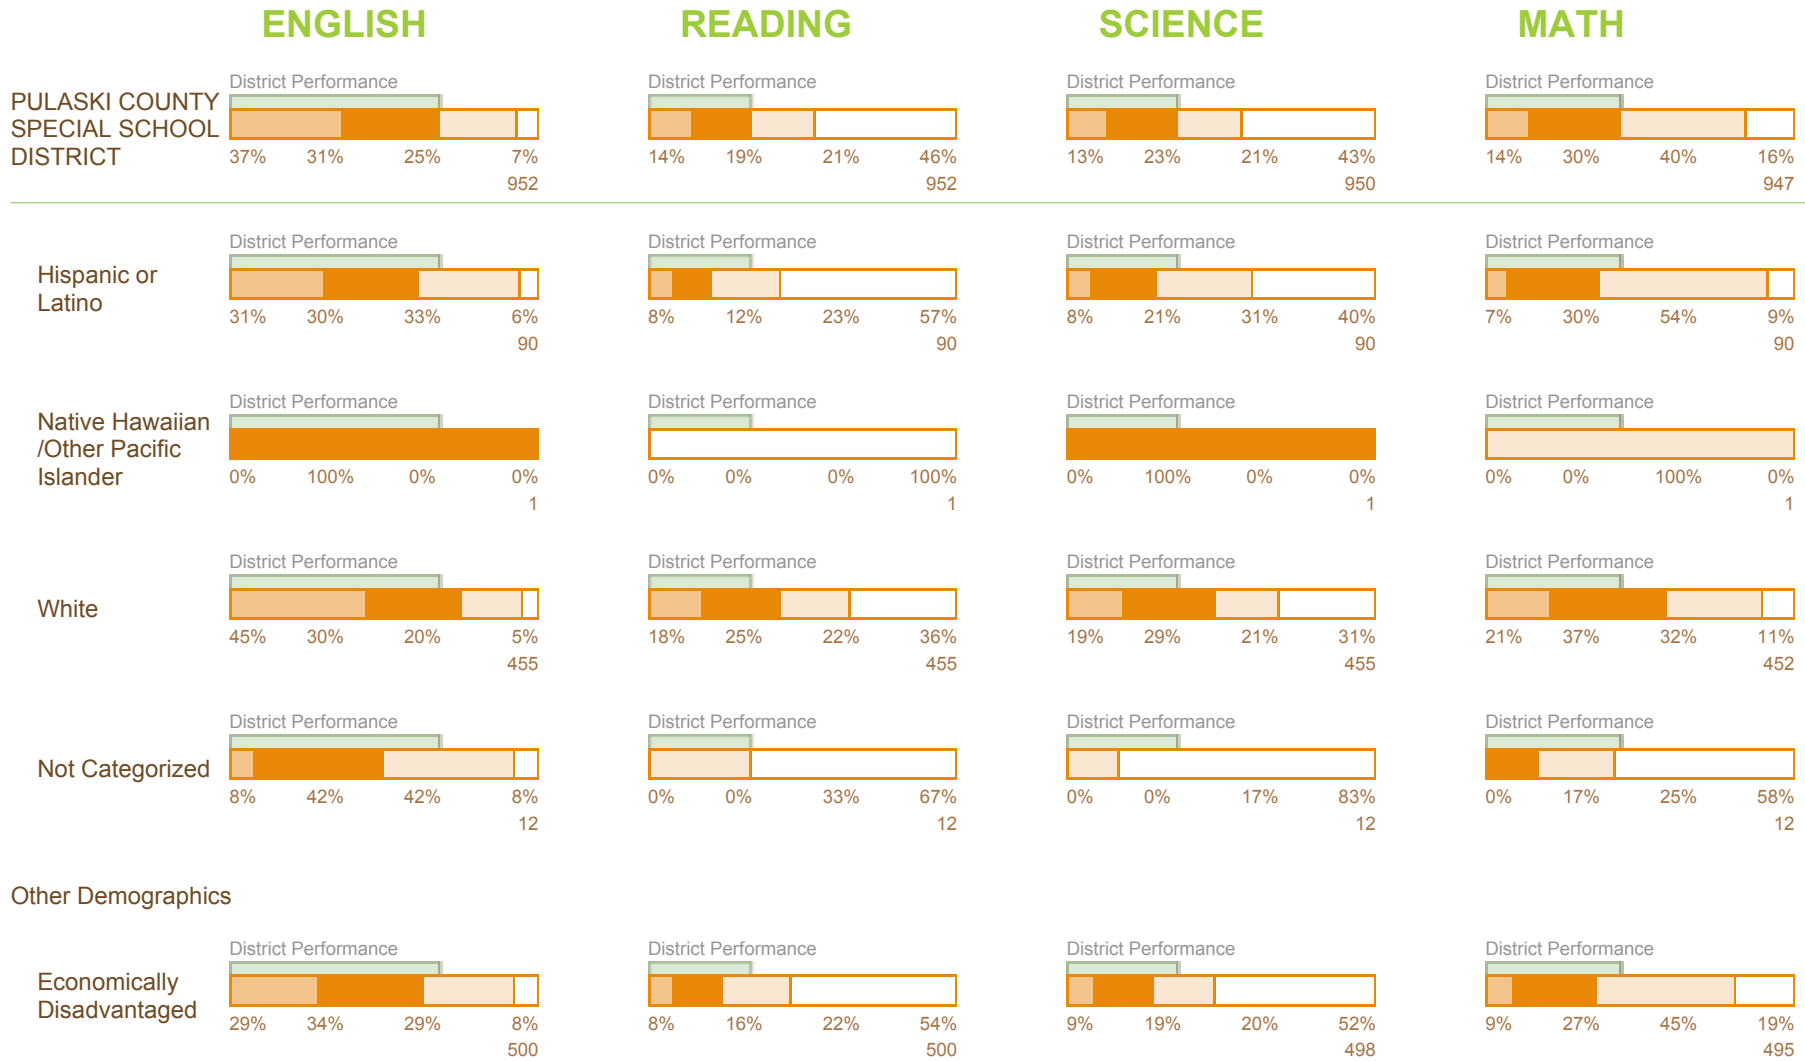 ENGLISH READING SCIENCE MATH
District Performance District Performance District Performance District Performance
PULASKI COUNTY
SPECIAL SCHOOL
DISTRICT
37% 31% 25% 7% 14% 19% 21% 46% 13% 23% 21% 43% 14% 30% 40% 16%
952 952 950 947
District Performance District Performance District Performance District Performance
Hispanic or
Latino
31% 30% 33% 6% 8% 12% 23% 57% 8% 21% 31% 40% 7% 30% 54% 9%
90 90 90 90
District Performance District Performance District Performance District Performance
Native Hawaiian
/Other Pacific
Islander
0% 100% 0% 0% 0% 0% 0% 100% 0% 100% 0% 0% 0% 0% 100% 0%
1 1 1 1
District Performance District Performance District Performance District Performance
White
45% 30% 20% 5% 18% 25% 22% 36% 19% 29% 21% 31% 21% 37% 32% 11%
455 455 455 452
District Performance District Performance District Performance District Performance
Not Categorized
8% 42% 42% 8% 0% 0% 33% 67% 0% 0% 17% 83% 0% 17% 25% 58%
12 12 12 12
Other Demographics
District Performance District Performance District Performance District Performance
Economically
Disadvantaged
29% 34% 29% 8% 8% 16% 22% 54% 9% 19% 20% 52% 9% 27% 45% 19%
500 500 498 495